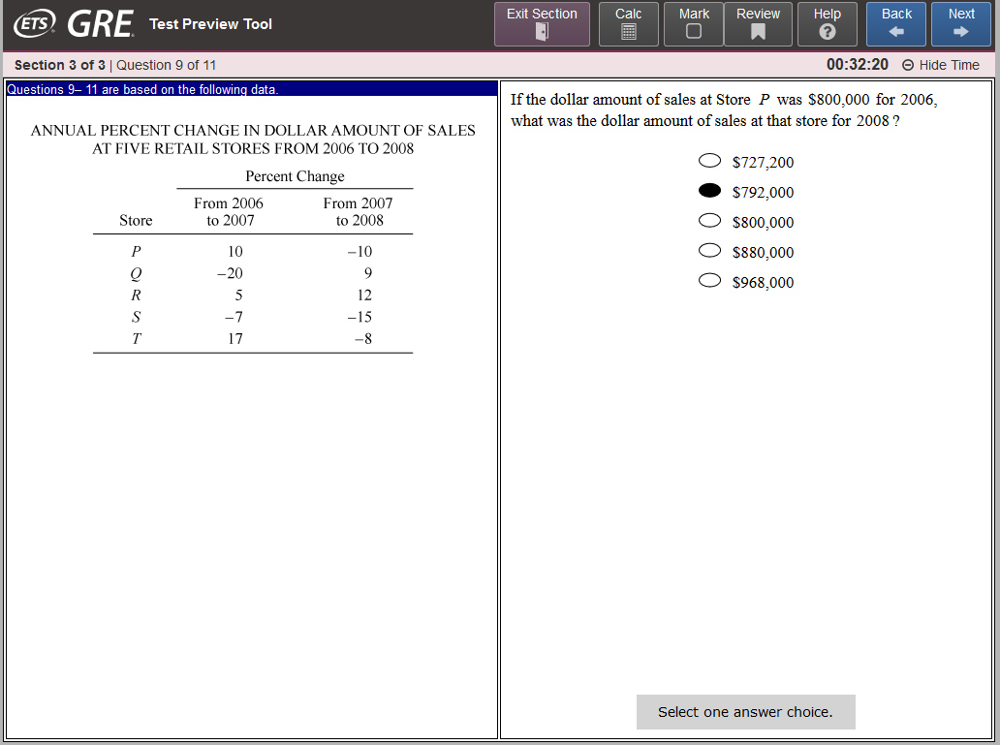 ETS GRE Test Preview Tool Exit Section Calc Mark Review Help Back Next
Section 3 of 3 | Question 9 of 11 00:32:20 Hide Time
Questions 9– 11 are based on the following data.
ANNUAL PERCENT CHANGE IN DOLLAR AMOUNT OF SALES
AT FIVE RETAIL STORES FROM 2006 TO 2008
Percent Change
From 2006 From 2007
Store to 2007 to 2008
P 10 –10
Q –20 9
R 5 12
S –7 –15
T 17 –8
If the dollar amount of sales at Store P was $800,000 for 2006,
what was the dollar amount of sales at that store for 2008 ?
$727,200
$792,000
$800,000
$880,000
$968,000
Select one answer choice.